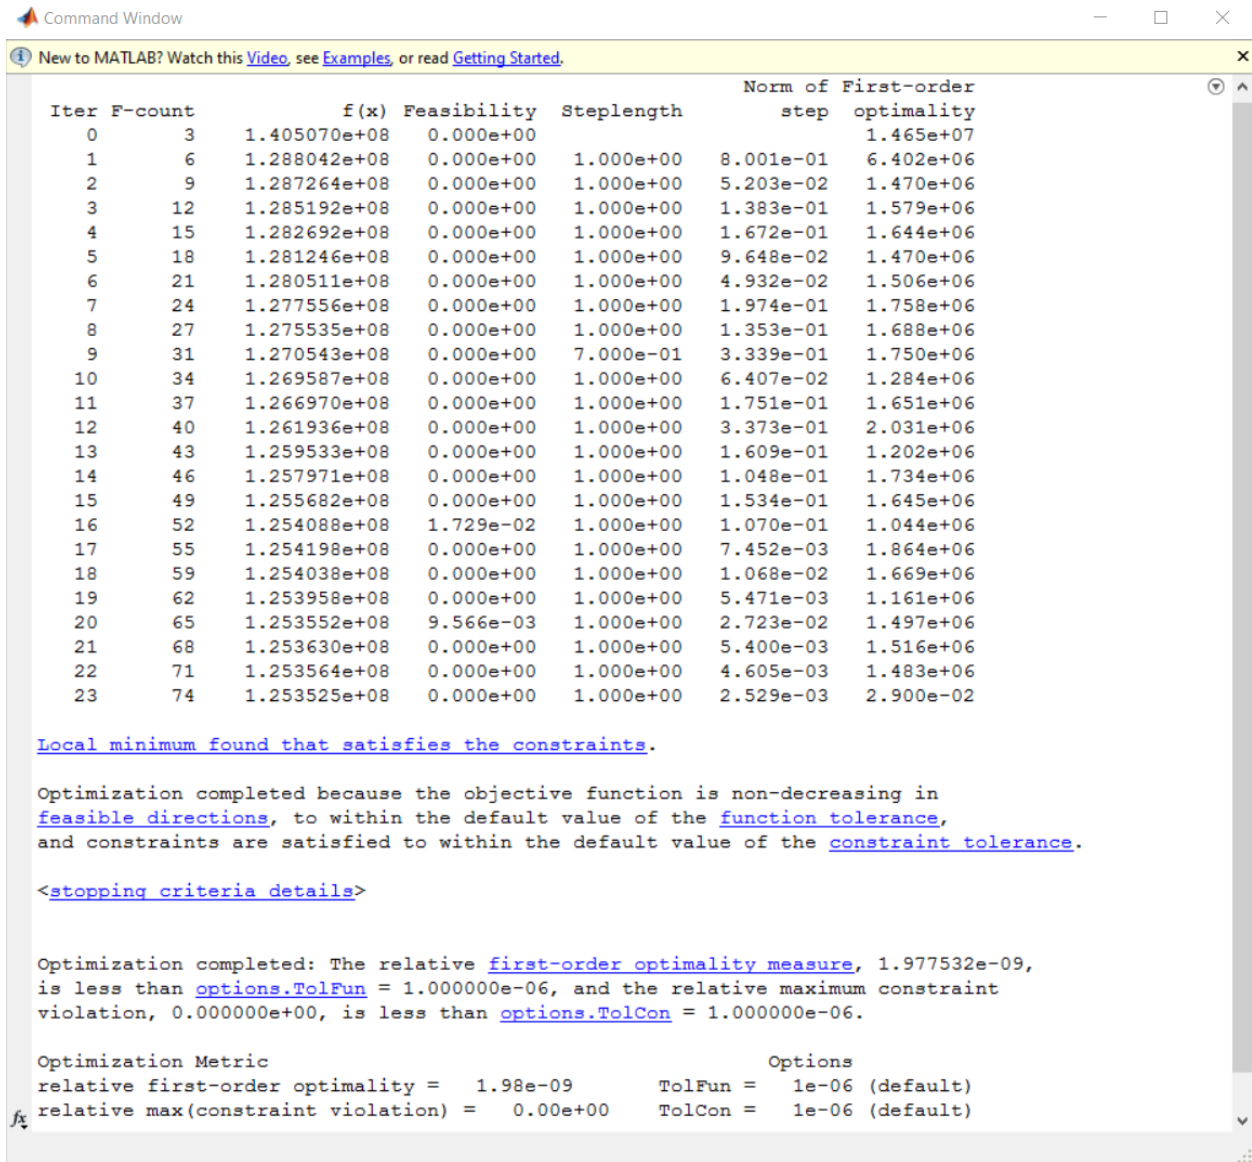 Command Window
New to MATLAB? Watch this Video, see Examples, or read Getting Started.
Norm of First-order
Iter F-count f(x) Feasibility Steplength step optimality
0 3 1.405070e+08 0.000e+00 1.465e+07
1 6 1.288042e+08 0.000e+00 1.000e+00 8.001e-01 6.402e+06
2 9 1.287264e+08 0.000e+00 1.000e+00 5.203e-02 1.470e+06
3 12 1.285192e+08 0.000e+00 1.000e+00 1.383e-01 1.579e+06
4 15 1.282692e+08 0.000e+00 1.000e+00 1.672e-01 1.644e+06
5 18 1.281246e+08 0.000e+00 1.000e+00 9.648e-02 1.470e+06
6 21 1.280511e+08 0.000e+00 1.000e+00 4.932e-02 1.506e+06
7 24 1.277556e+08 0.000e+00 1.000e+00 1.974e-01 1.758e+06
8 27 1.275535e+08 0.000e+00 1.000e+00 1.353e-01 1.688e+06
9 31 1.270543e+08 0.000e+00 7.000e-01 3.339e-01 1.750e+06
10 34 1.269587e+08 0.000e+00 1.000e+00 6.407e-02 1.284e+06
11 37 1.266970e+08 0.000e+00 1.000e+00 1.751e-01 1.651e+06
12 40 1.261936e+08 0.000e+00 1.000e+00 3.373e-01 2.031e+06
13 43 1.259533e+08 0.000e+00 1.000e+00 1.609e-01 1.202e+06
14 46 1.257971e+08 0.000e+00 1.000e+00 1.048e-01 1.734e+06
15 49 1.255682e+08 0.000e+00 1.000e+00 1.534e-01 1.645e+06
16 52 1.254088e+08 1.729e-02 1.000e+00 1.070e-01 1.044e+06
17 55 1.254198e+08 0.000e+00 1.000e+00 7.452e-03 1.864e+06
18 59 1.254038e+08 0.000e+00 1.000e+00 1.068e-02 1.669e+06
19 62 1.253958e+08 0.000e+00 1.000e+00 5.471e-03 1.161e+06
20 65 1.253552e+08 9.566e-03 1.000e+00 2.723e-02 1.497e+06
21 68 1.253630e+08 0.000e+00 1.000e+00 5.400e-03 1.516e+06
22 71 1.253564e+08 0.000e+00 1.000e+00 4.605e-03 1.483e+06
23 74 1.253525e+08 0.000e+00 1.000e+00 2.529e-03 2.900e-02
Local minimum found that satisfies the constraints.
Optimization completed because the objective function is non-decreasing in
feasible directions, to within the default value of the function tolerance,
and constraints are satisfied to within the default value of the constraint tolerance.
<stopping criteria details>
Optimization completed: The relative first-order optimality measure, 1.977532e-09,
is less than options.TolFun = 1.000000e-06, and the relative maximum constraint
violation, 0.000000e+00, is less than options.TolCon = 1.000000e-06.
Optimization Metric Options
relative first-order optimality = 1.98e-09 TolFun = 1e-06 (default)
relative max(constraint violation) = 0.00e+00 TolCon = 1e-06 (default)
fx